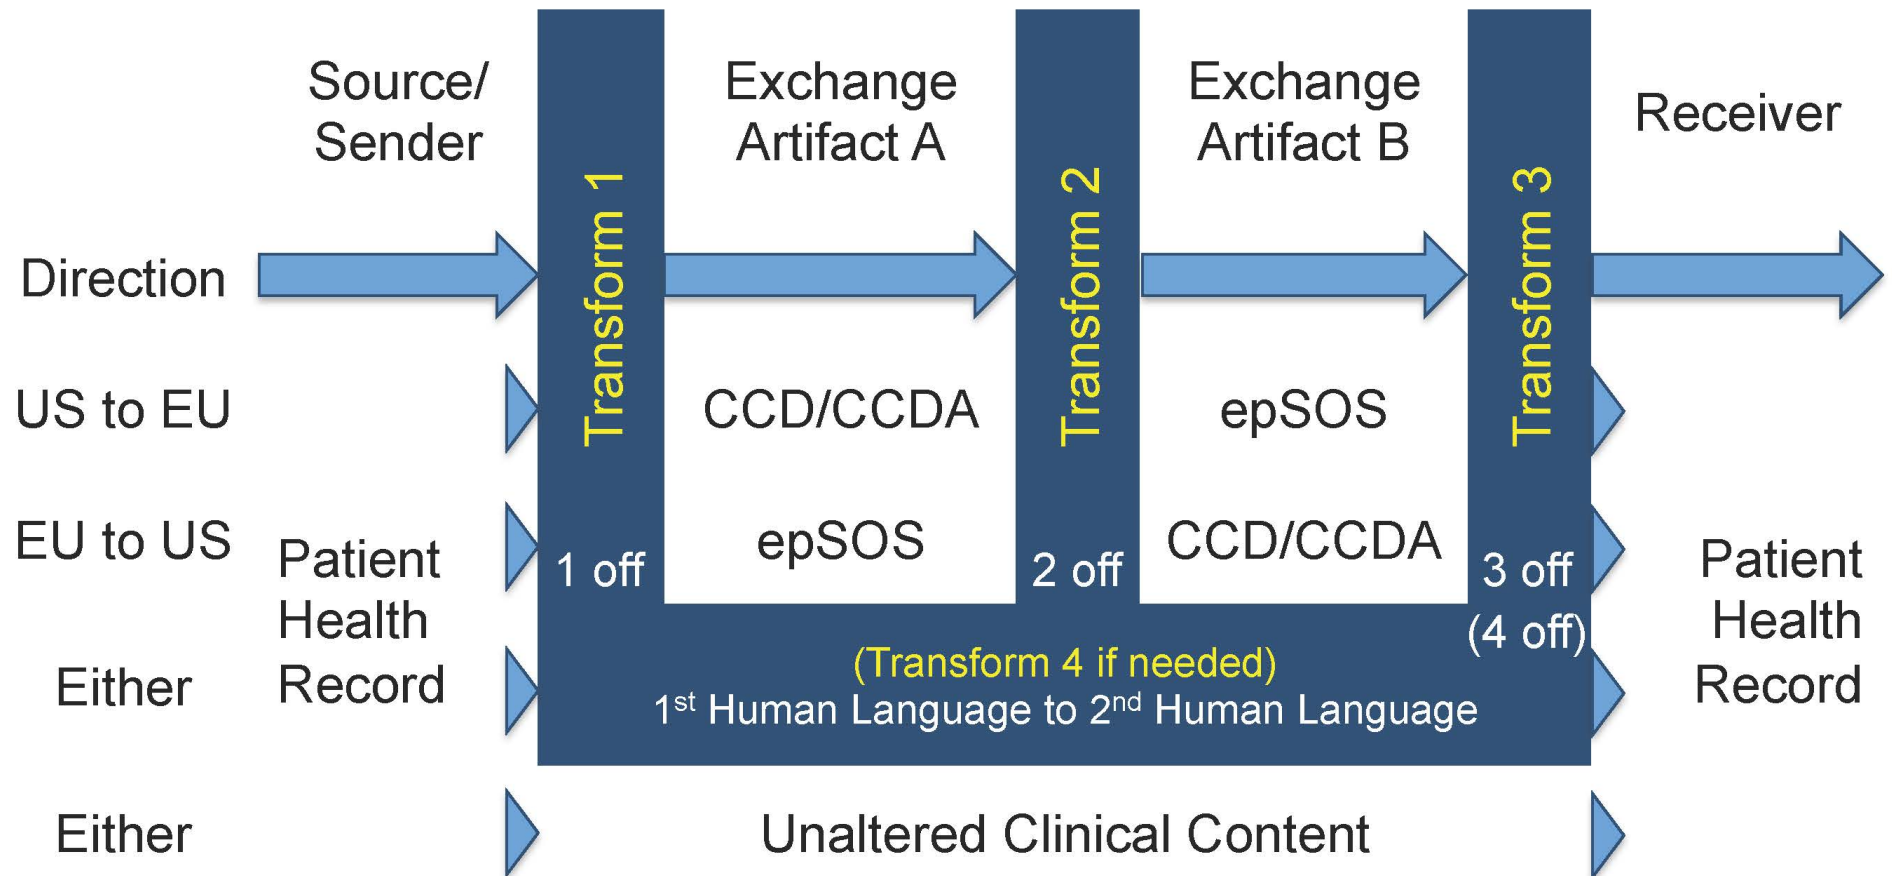 Source/
Sender
Exchange
Artifact A
Exchange
Artifact B
Receiver
Transform 1
Transform 2
Transform 3
Direction
US to EU
CCD/CCDA
epSOS
EU to US
epSOS
CCD/CCDA
Patient
Health
Record
1 off
2 off
3 off
(4 off)
Patient
Health
Record
Either
(Transform 4 if needed)
1st Human Language to 2nd Human Language
Either
Unaltered Clinical Content